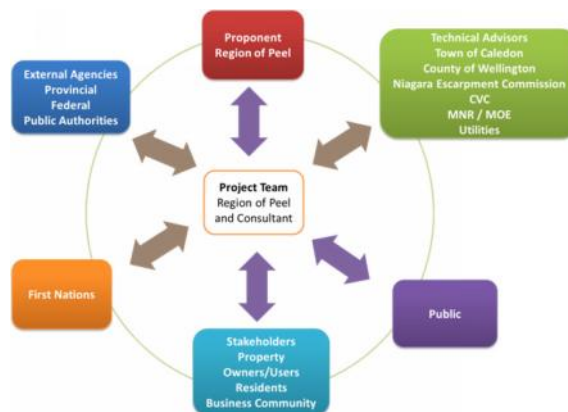 Proponent
Region of Peel
Technical Advisors
Town of Caledon
County of Wellington
Niagara Escarpment Commission
CVC
MNR / MOE
Utilities
External Agencies
Provincial
Federal
Public Authorities
Project Team
Region of Peel
and Consultant
First Nations
Public
Stakeholders
Property
Owners/Users
Residents
Business Community